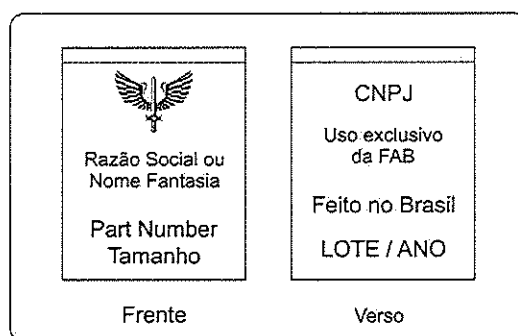 Razão Social ou
Nome Fantasia
Part Number
Tamanho
Frente
CNPJ
Uso exclusivo
da FAB
Feito no Brasil
LOTE / ANO
Verso